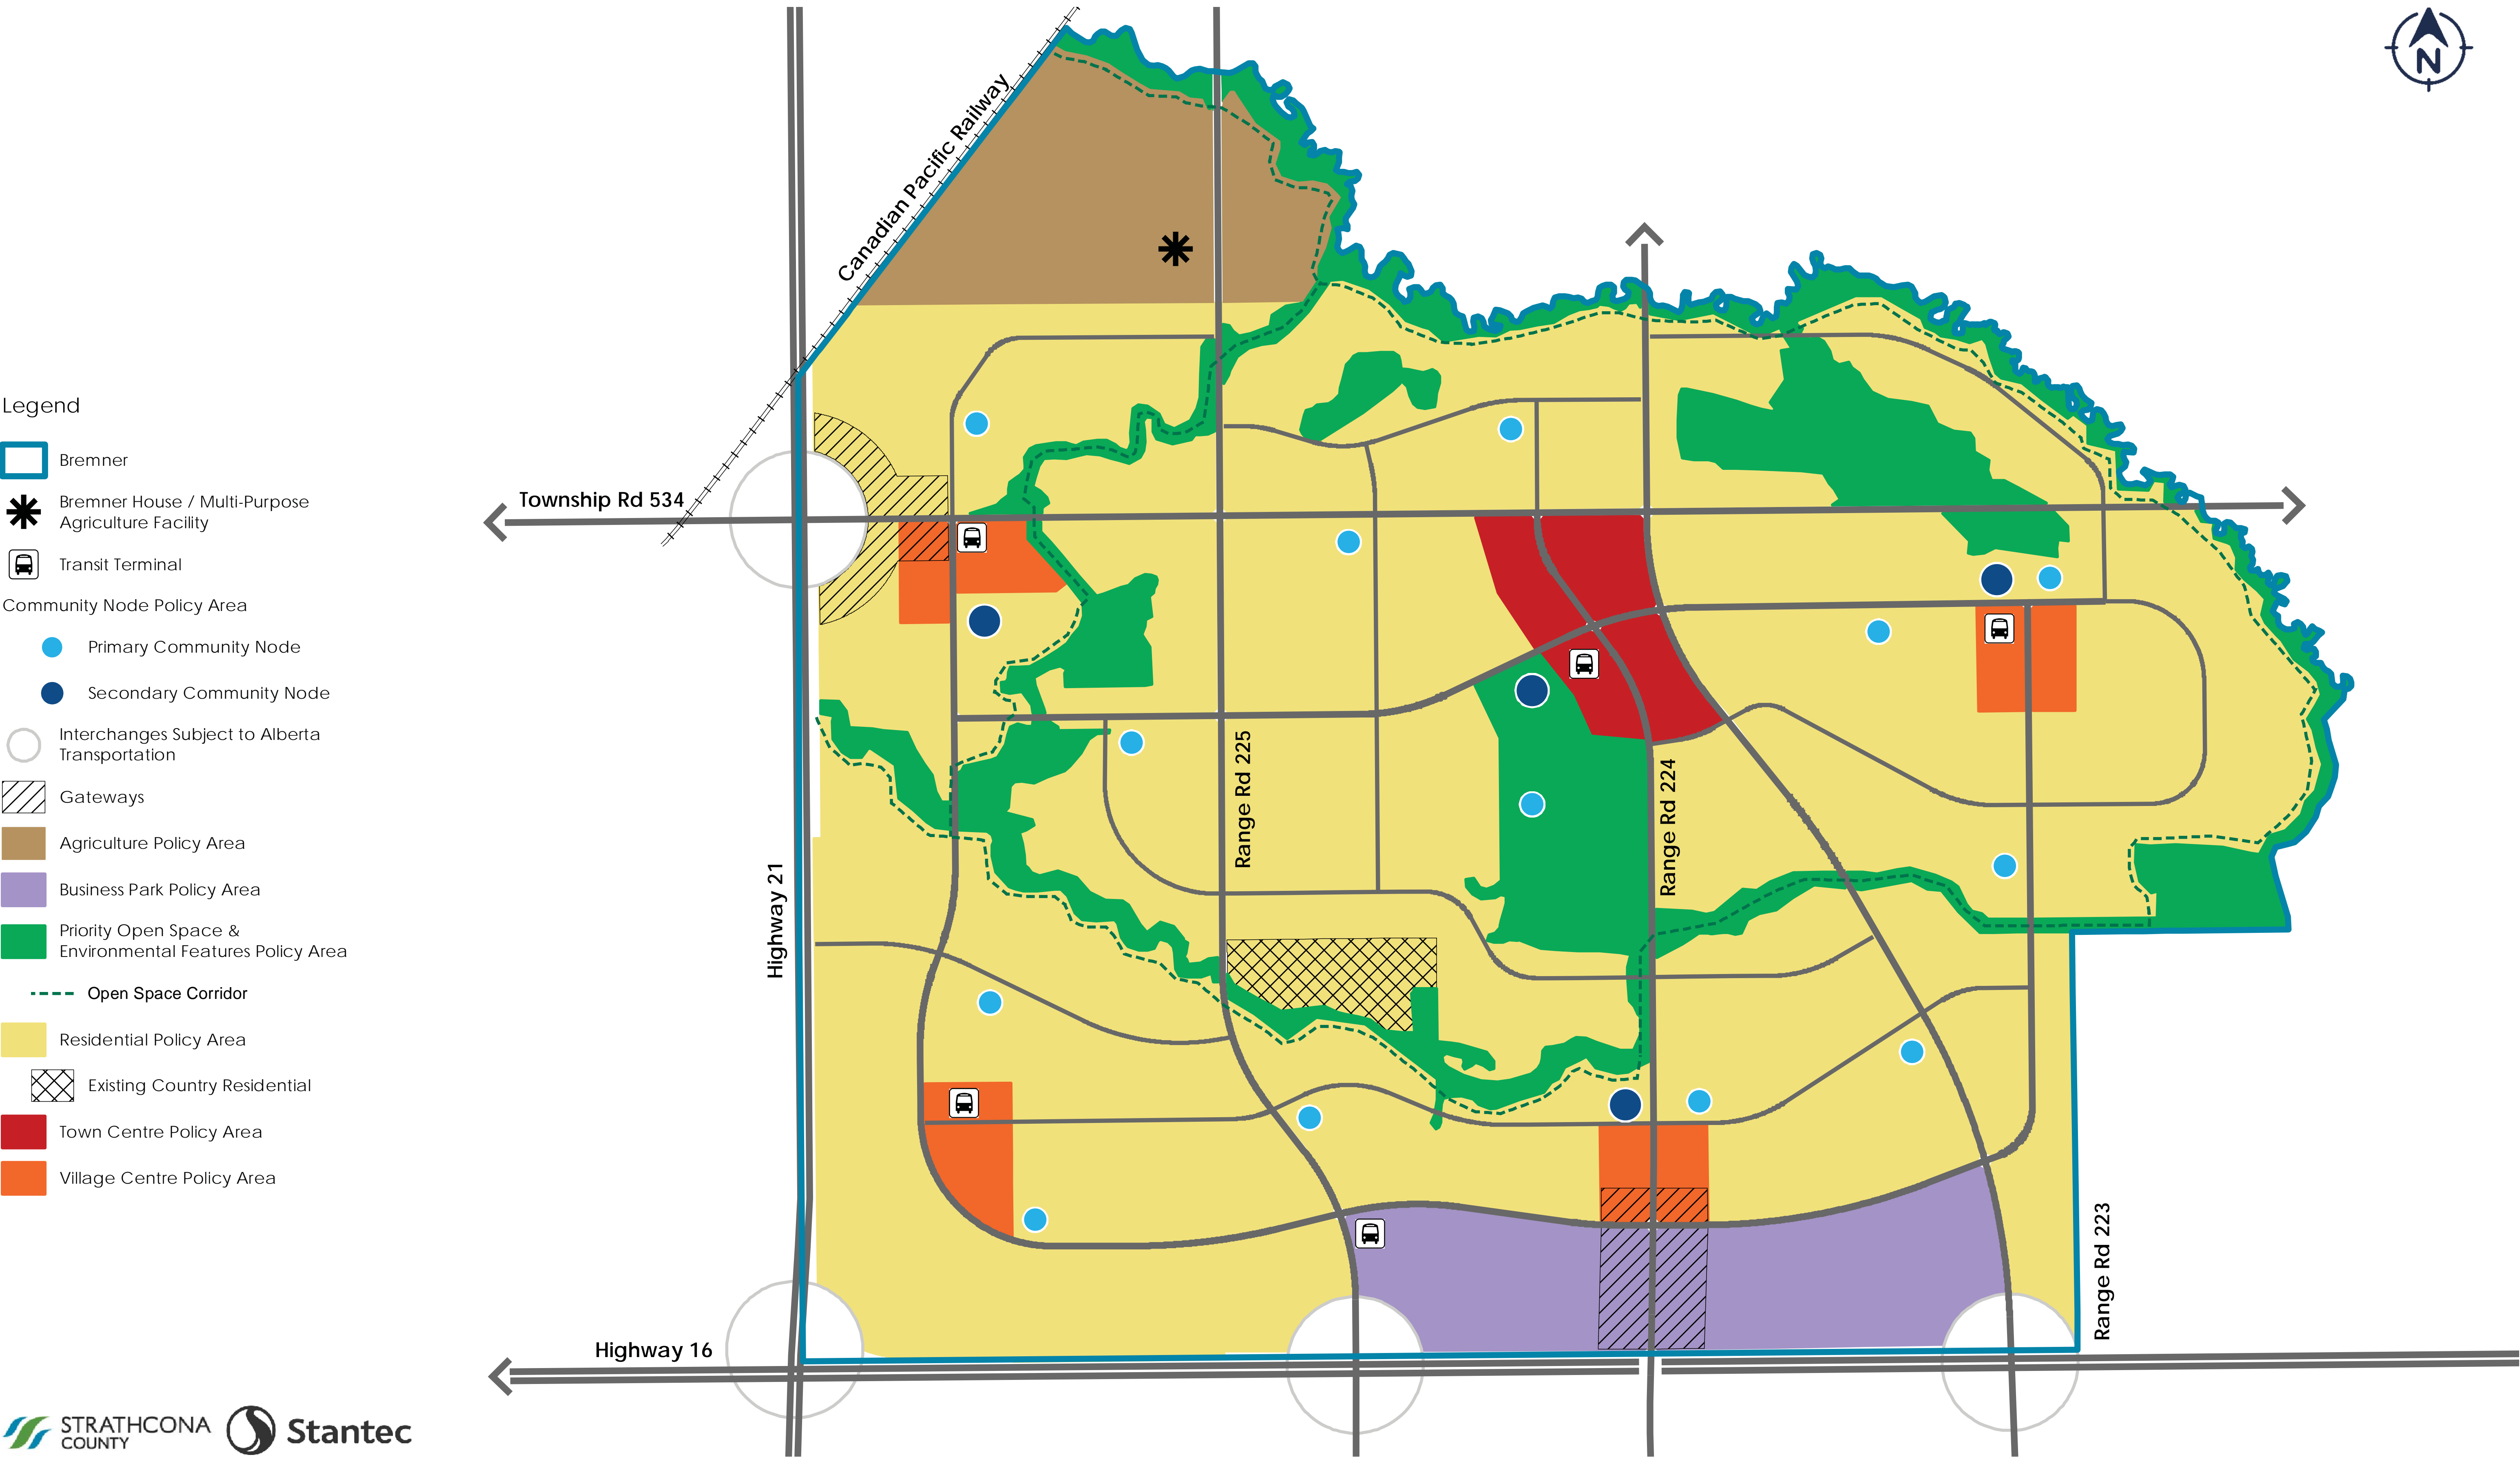 N
Canadian Pacific Railway
Township Rd 534
Legend
Bremner
Bremner House / Multi-Purpose
Agriculture Facility
Transit Terminal
Community Node Policy Area
Primary Community Node
Secondary Community Node
Interchanges Subject to Alberta
Transportation
Gateways
Agriculture Policy Area
Business Park Policy Area
Priority Open Space &
Environmental Features Policy Area
Open Space Corridor
Residential Policy Area
Existing Country Residential
Town Centre Policy Area
Village Centre Policy Area
Highway 21
Range Rd 225
Range Rd 224
Range Rd 223
Highway 16
STRATHCONA
COUNTY
Stantec